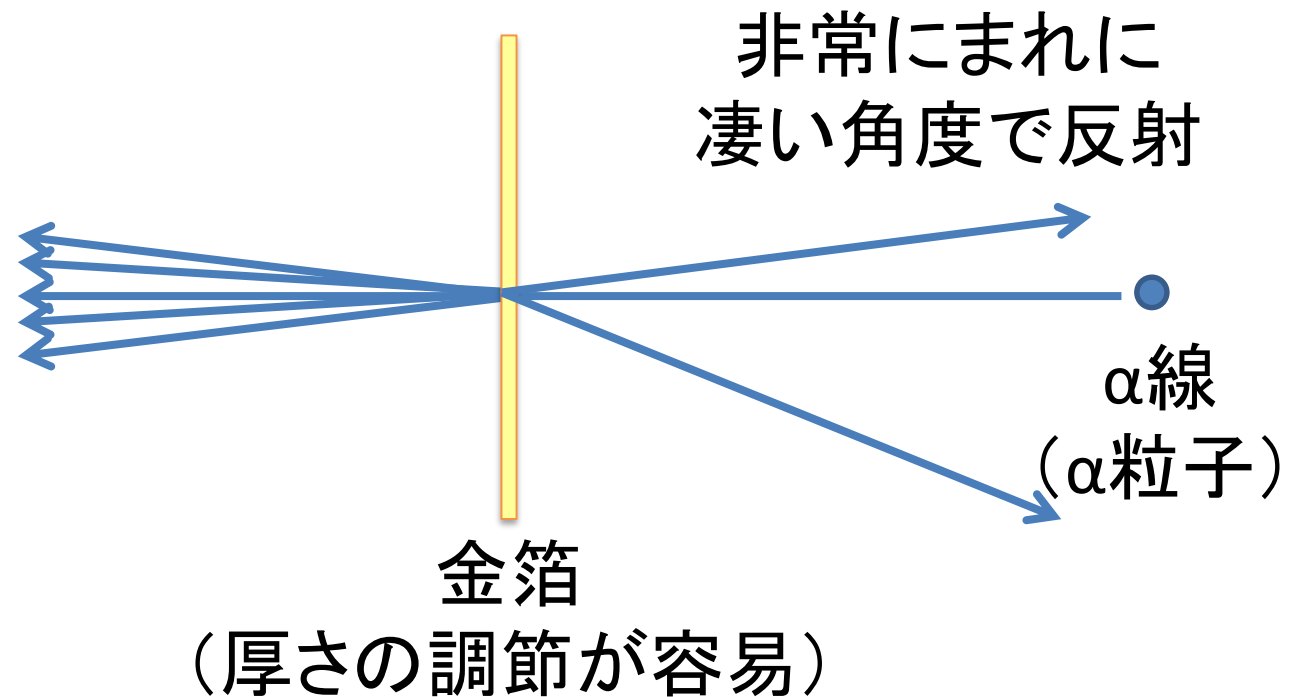 非常にまれに
凄い角度で反射
α線
（α粒子）
金箔
（厚さの調節が容易）